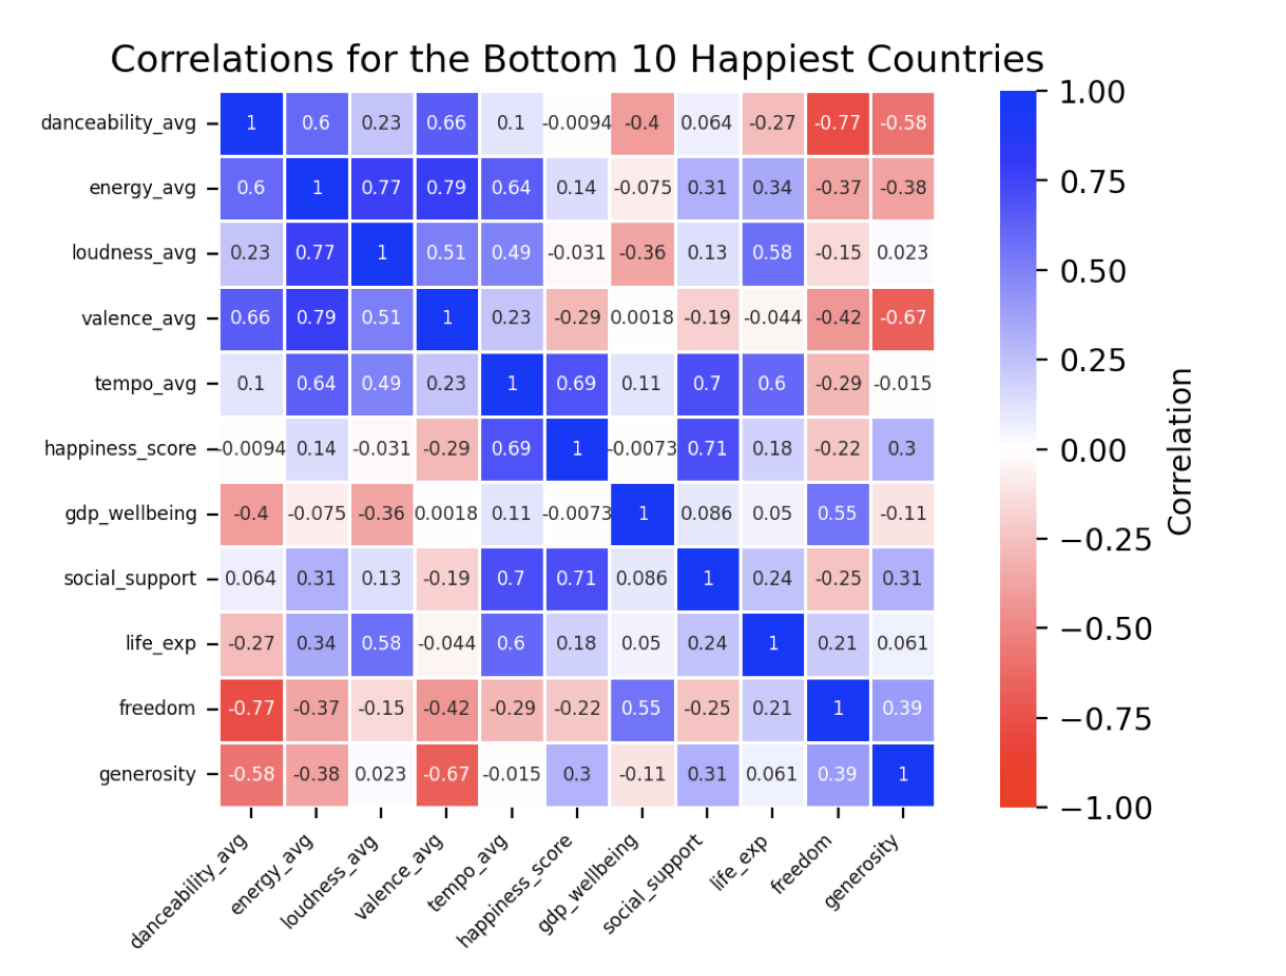 Correlations for the Bottom 10 Happiest Countries
danceability_avg 1 0.6 0.23 0.66 0.1 -0.0094 -0.4 0.064 -0.27 -0.77 -0.58
energy_avg 0.6 1 0.77 0.79 0.64 0.14 -0.075 0.31 0.34 -0.37 -0.38
loudness_avg 0.23 0.77 1 0.51 0.49 -0.031 -0.36 0.13 0.58 -0.15 0.023
valence_avg 0.66 0.79 0.51 1 0.23 -0.29 0.0018 -0.19 -0.044 -0.42 -0.67
tempo_avg 0.1 0.64 0.49 0.23 1 0.69 0.11 0.7 0.6 -0.29 -0.015
happiness_score -0.0094 0.14 -0.031 -0.29 0.69 1 -0.0073 0.71 0.18 -0.22 0.3
gdp_wellbeing -0.4 -0.075 -0.36 0.0018 0.11 -0.0073 1 0.086 0.05 0.55 -0.11
social_support 0.064 0.31 0.13 -0.19 0.7 0.71 0.086 1 0.24 -0.25 0.31
life_exp -0.27 0.34 0.58 -0.044 0.6 0.18 0.05 0.24 1 0.21 0.061
freedom -0.77 -0.37 -0.15 -0.42 -0.29 -0.22 0.55 -0.25 0.21 1 0.39
generosity -0.58 -0.38 0.023 -0.67 -0.015 0.3 -0.11 0.31 0.061 0.39 1
danceability_avg
energy_avg
loudness_avg
valence_avg
tempo_avg
happiness_score
gdp_wellbeing
social_support
life_exp
freedom
generosity
1.00
0.75
0.50
0.25
0.00
−0.25
−0.50
−0.75
−1.00
Correlation